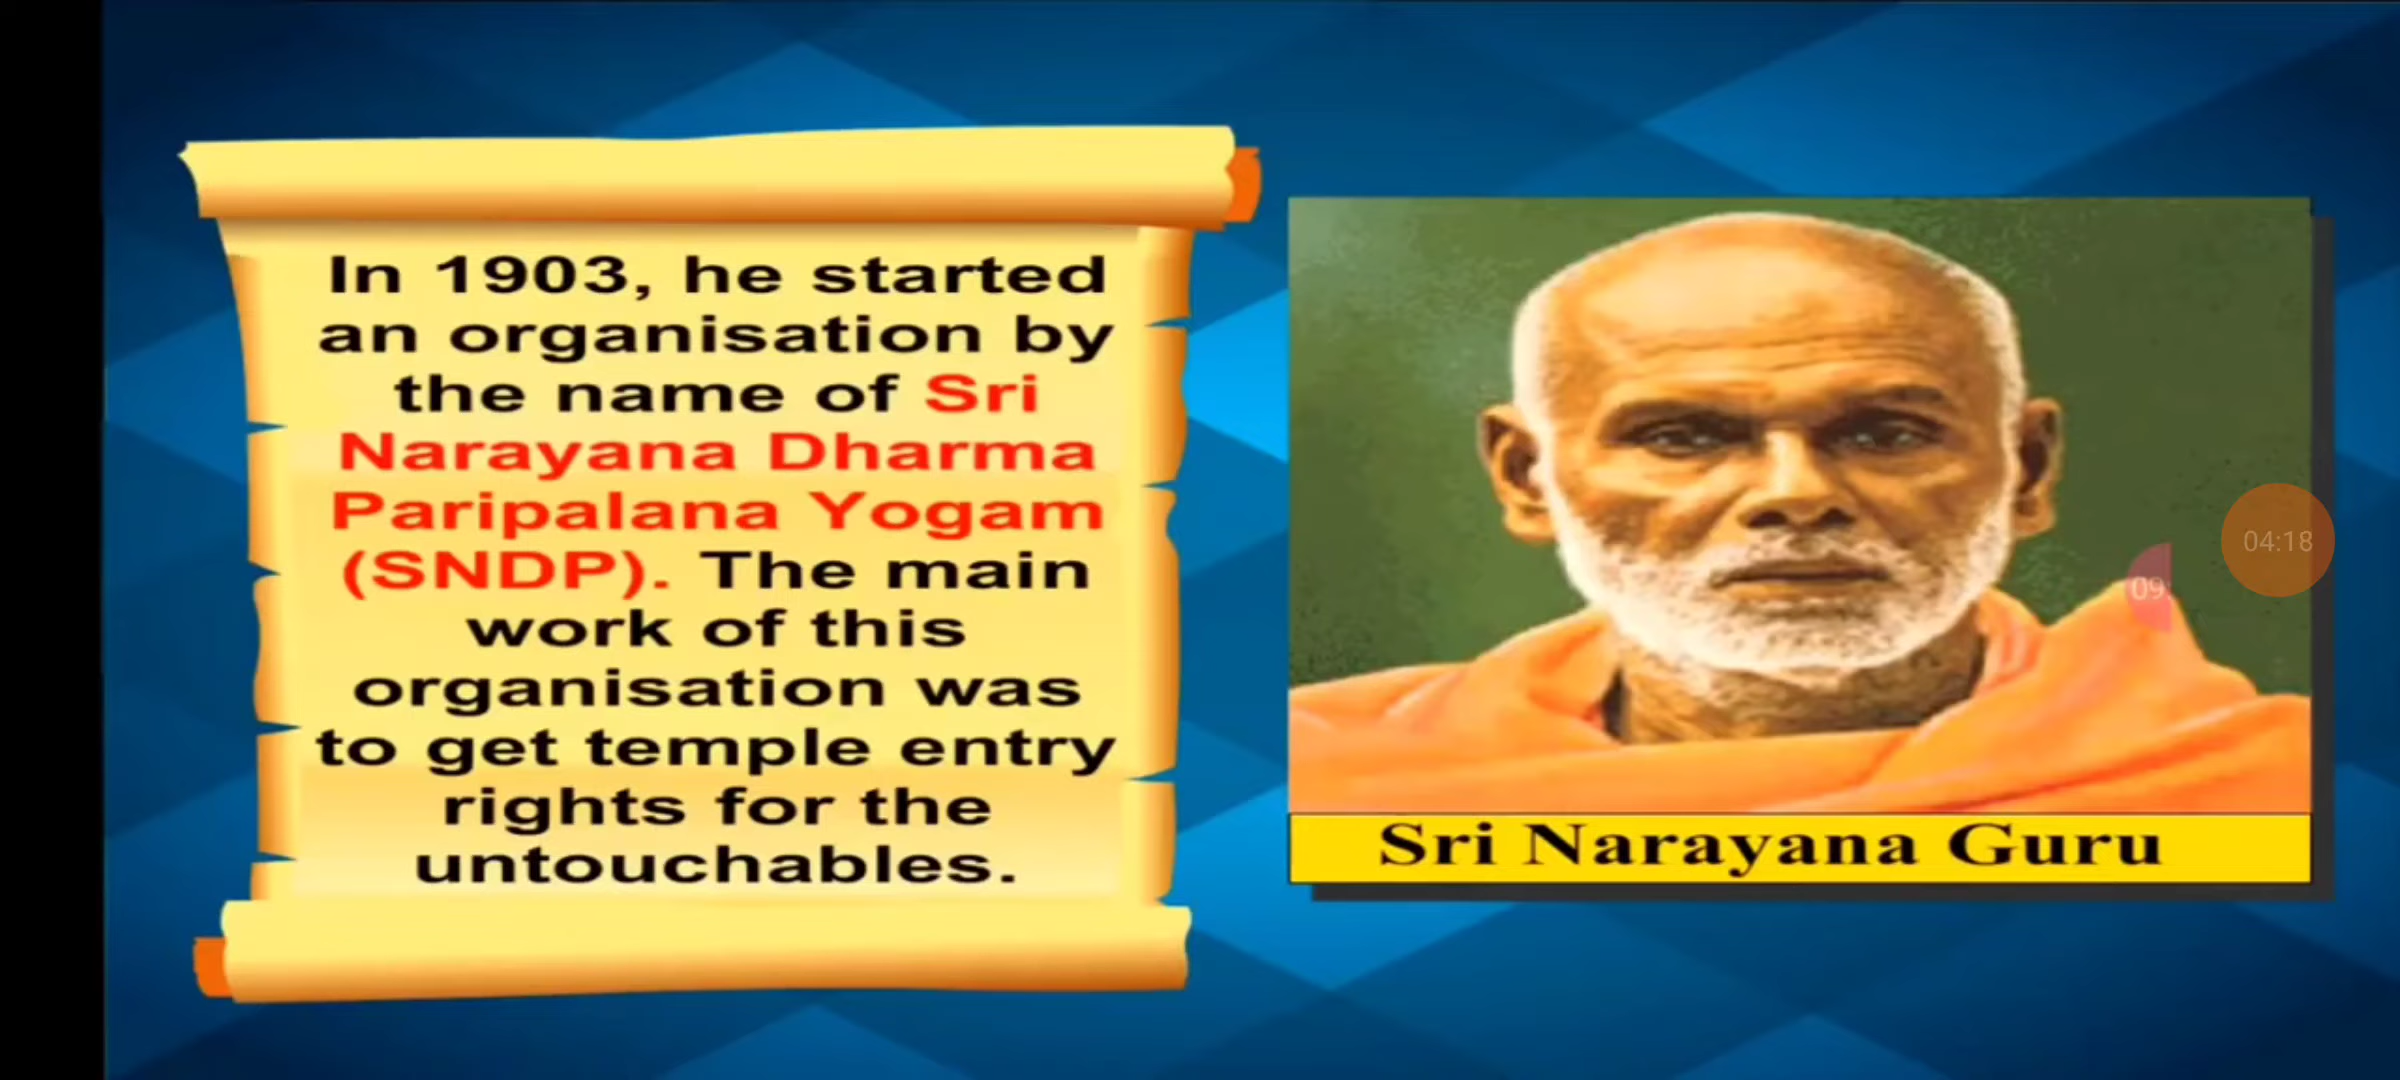 In 1903, he started
an organisation by
the name of Sri
Narayana Dharma
Paripalana Yogam
(SNDP). The main
work of this
organisation was
to get temple entry
rights for the
untouchables.
Sri Narayana Guru
04:18
09